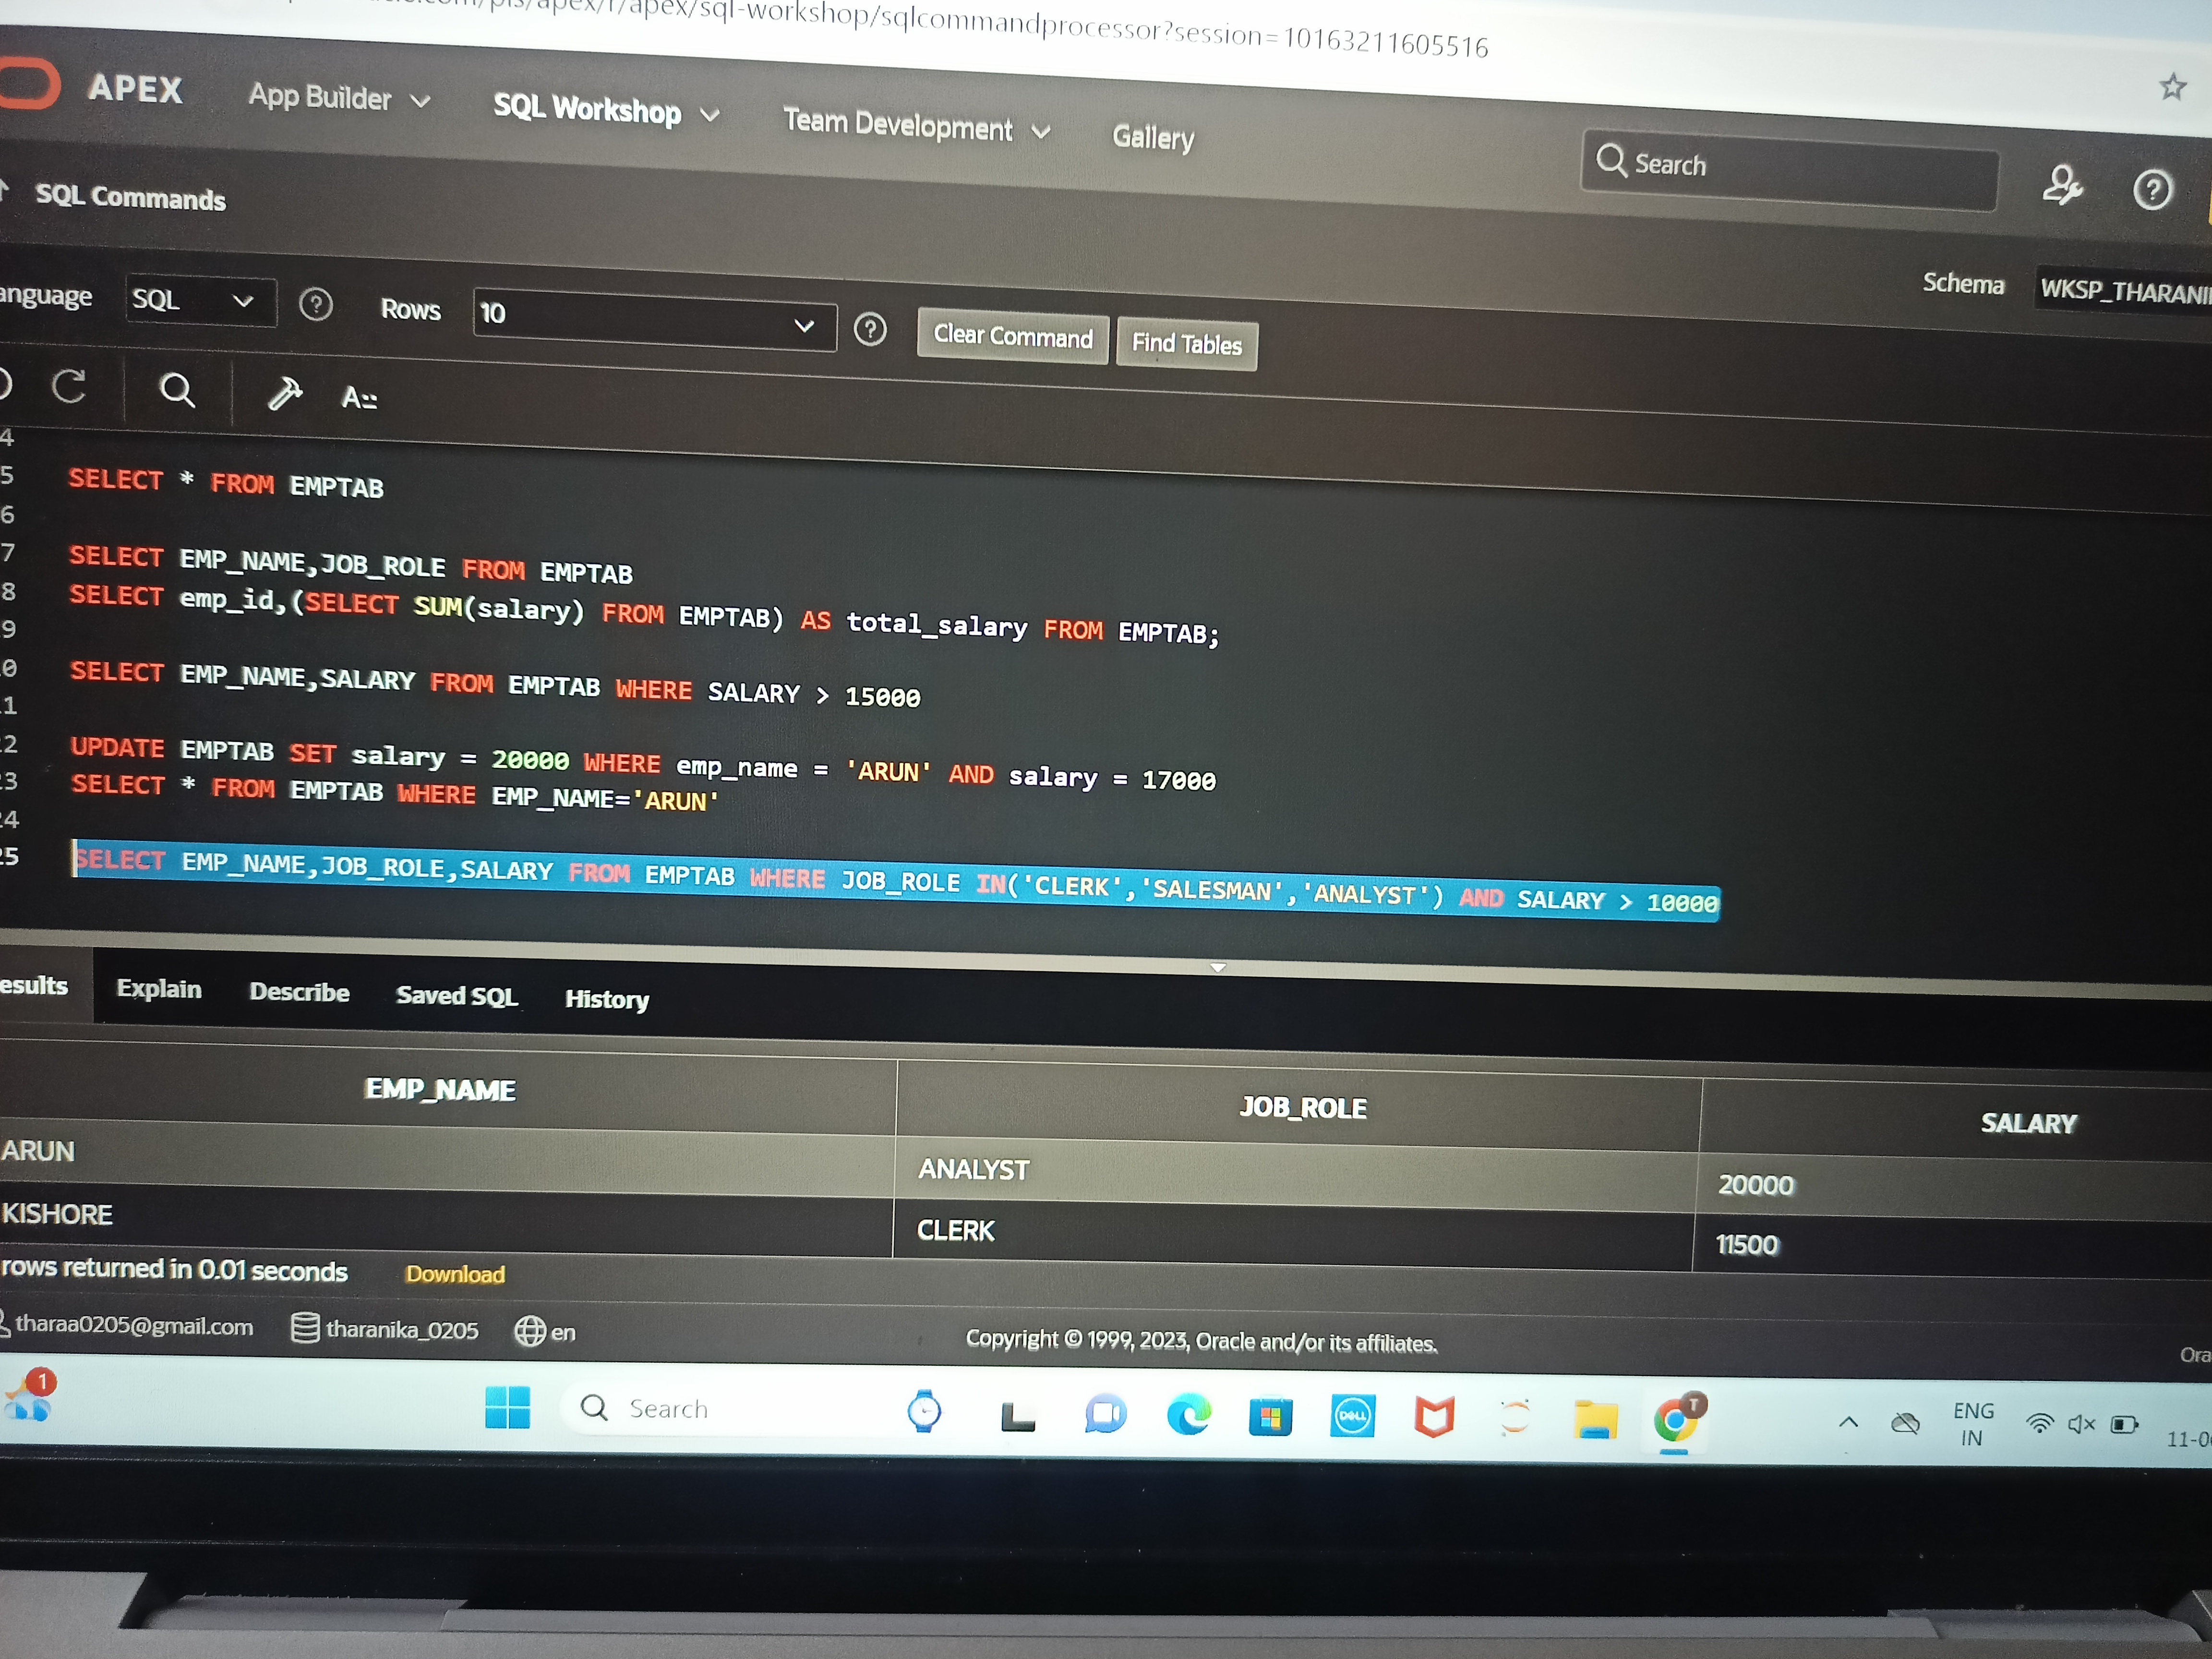 /apex/sql-workshop/sqlcommandprocessor?session=10163211605516
APEX App Builder SQL Workshop Team Development Gallery Search
SQL Commands
Schema WKSP_THARANI
anguage SQL Rows 10 Clear Command Find Tables
4
5 SELECT * FROM EMPTAB
6
7 SELECT EMP_NAME,JOB_ROLE FROM EMPTAB
8 SELECT emp_id,(SELECT SUM(salary) FROM EMPTAB) AS total_salary FROM EMPTAB;
9
0 SELECT EMP_NAME,SALARY FROM EMPTAB WHERE SALARY > 15000
1
2 UPDATE EMPTAB SET salary = 20000 WHERE emp_name = 'ARUN' AND salary = 17000
3 SELECT * FROM EMPTAB WHERE EMP_NAME='ARUN'
4
5 SELECT EMP_NAME,JOB_ROLE,SALARY FROM EMPTAB WHERE JOB_ROLE IN('CLERK','SALESMAN','ANALYST') AND SALARY > 10000
esults Explain Describe Saved SQL History
EMP_NAME JOB_ROLE SALARY
ARUN ANALYST 20000
KISHORE CLERK 11500
rows returned in 0.01 seconds Download
tharaa0205@gmail.com tharanika_0205 en Copyright © 1999, 2023, Oracle and/or its affiliates. Ora
1 Search DELL T ENG
IN
11-0